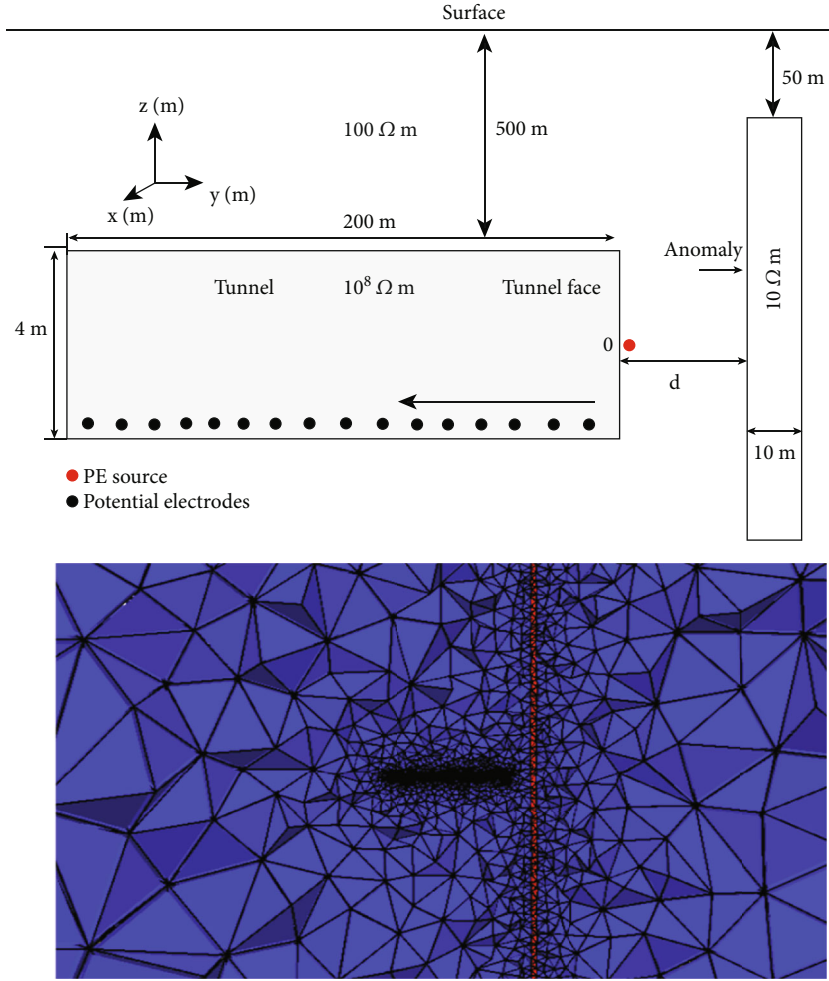 Surface
50 m
z (m)
100 Ω m
500 m
y (m)
x (m)
200 m
Anomaly
Tunnel
10⁸ Ω m
Tunnel face
10 Ω m
4 m
0
d
10 m
PE source
Potential electrodes